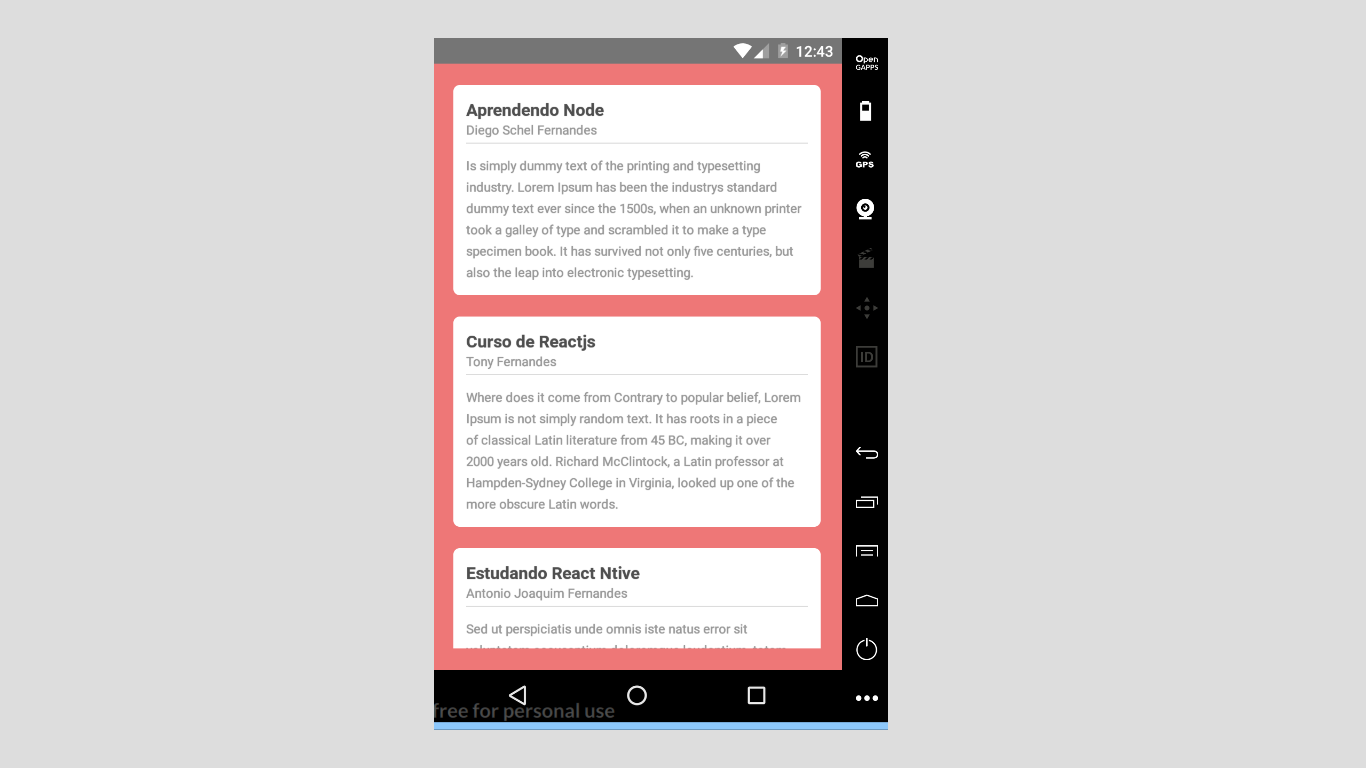 12:43
Open
GAPPS
Aprendendo Node
Diego Schel Fernandes
Is simply dummy text of the printing and typesetting
industry. Lorem Ipsum has been the industrys standard
dummy text ever since the 1500s, when an unknown printer
took a galley of type and scrambled it to make a type
specimen book. It has survived not only five centuries, but
also the leap into electronic typesetting.
GPS
Curso de Reactjs
Tony Fernandes
ID
Where does it come from Contrary to popular belief, Lorem
Ipsum is not simply random text. It has roots in a piece
of classical Latin literature from 45 BC, making it over
2000 years old. Richard McClintock, a Latin professor at
Hampden-Sydney College in Virginia, looked up one of the
more obscure Latin words.
Estudando React Ntive
Antonio Joaquim Fernandes
Sed ut perspiciatis unde omnis iste natus error sit
free for personal use